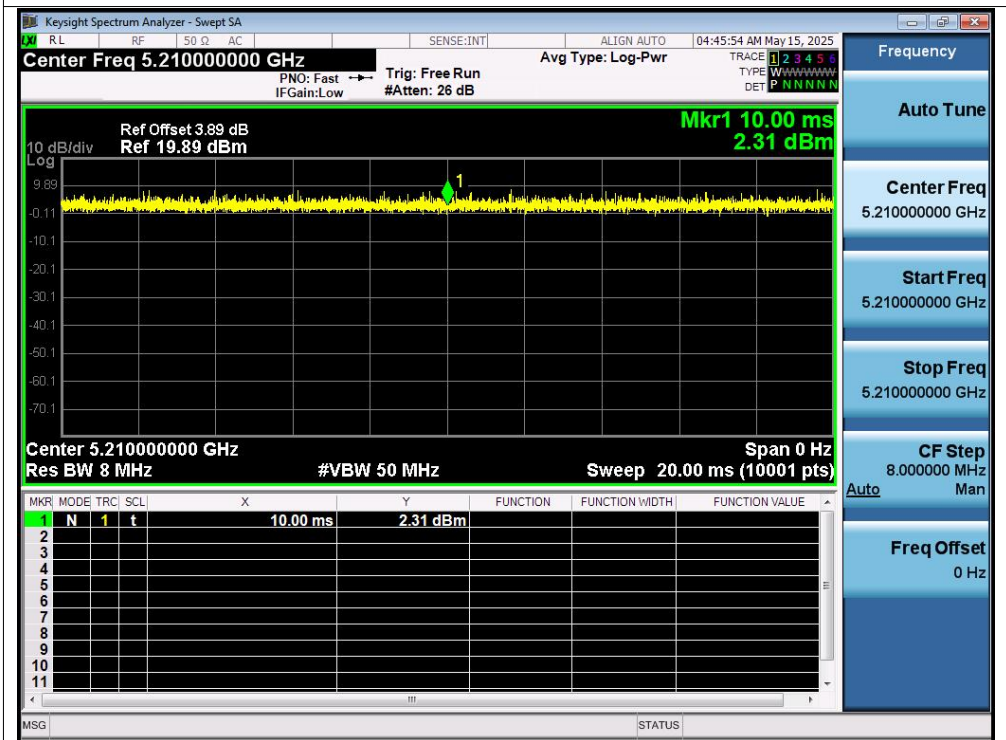 Keysight Spectrum Analyzer - Swept SA
LXI RL RF 50 Ω AC SENSE:INT ALIGN AUTO 04:45:54 AM May 15, 2025
Center Freq 5.210000000 GHz
PNO: Fast
IFGain:Low
Trig: Free Run
#Atten: 26 dB
Avg Type: Log-Pwr
TRACE 1 2 3 4 5 6
TYPE WWWWWW
DET P N N N N N
Frequency
Mkr1 10.00 ms
2.31 dBm
Ref Offset 3.89 dB
10 dB/div Ref 19.89 dBm
Log
1
9.89
-0.11
-10.1
-20.1
-30.1
-40.1
-50.1
-60.1
-70.1
Center 5.210000000 GHz Span 0 Hz
Res BW 8 MHz #VBW 50 MHz Sweep 20.00 ms (10001 pts)
MKR MODE TRC SCL X Y FUNCTION FUNCTION WIDTH FUNCTION VALUE
1 N 1 t 10.00 ms 2.31 dBm
2
3
4
5
6
7
8
9
10
11
MSG STATUS
Auto Tune
Center Freq
5.210000000 GHz
Start Freq
5.210000000 GHz
Stop Freq
5.210000000 GHz
CF Step
8.000000 MHz
Auto Man
Freq Offset
0 Hz